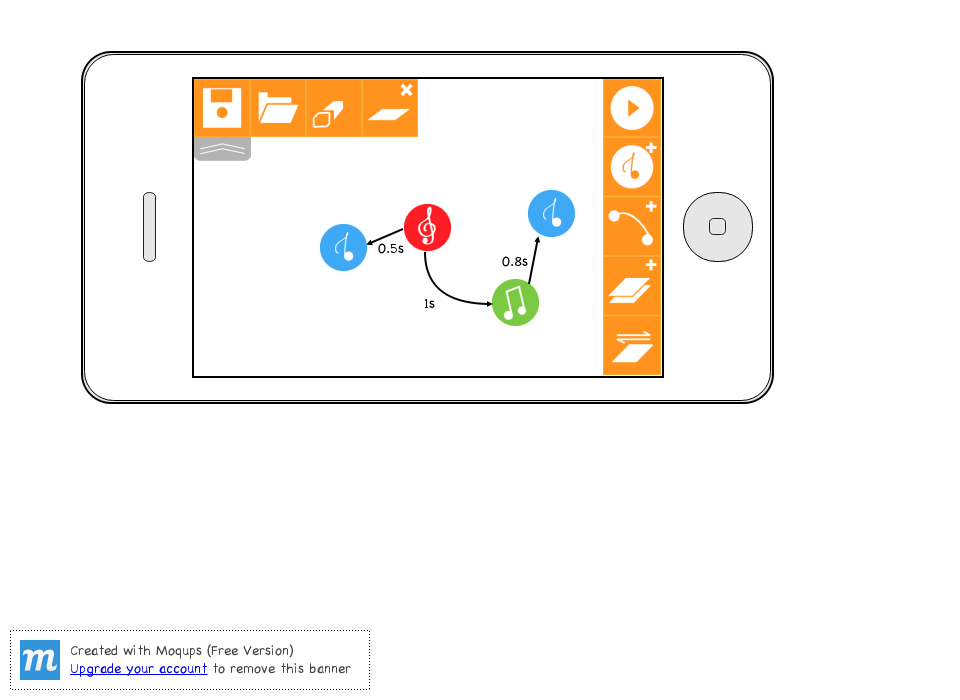 0.5s
0.8s
1s
m
Created with Moqups (Free Version)
Upgrade your account to remove this banner